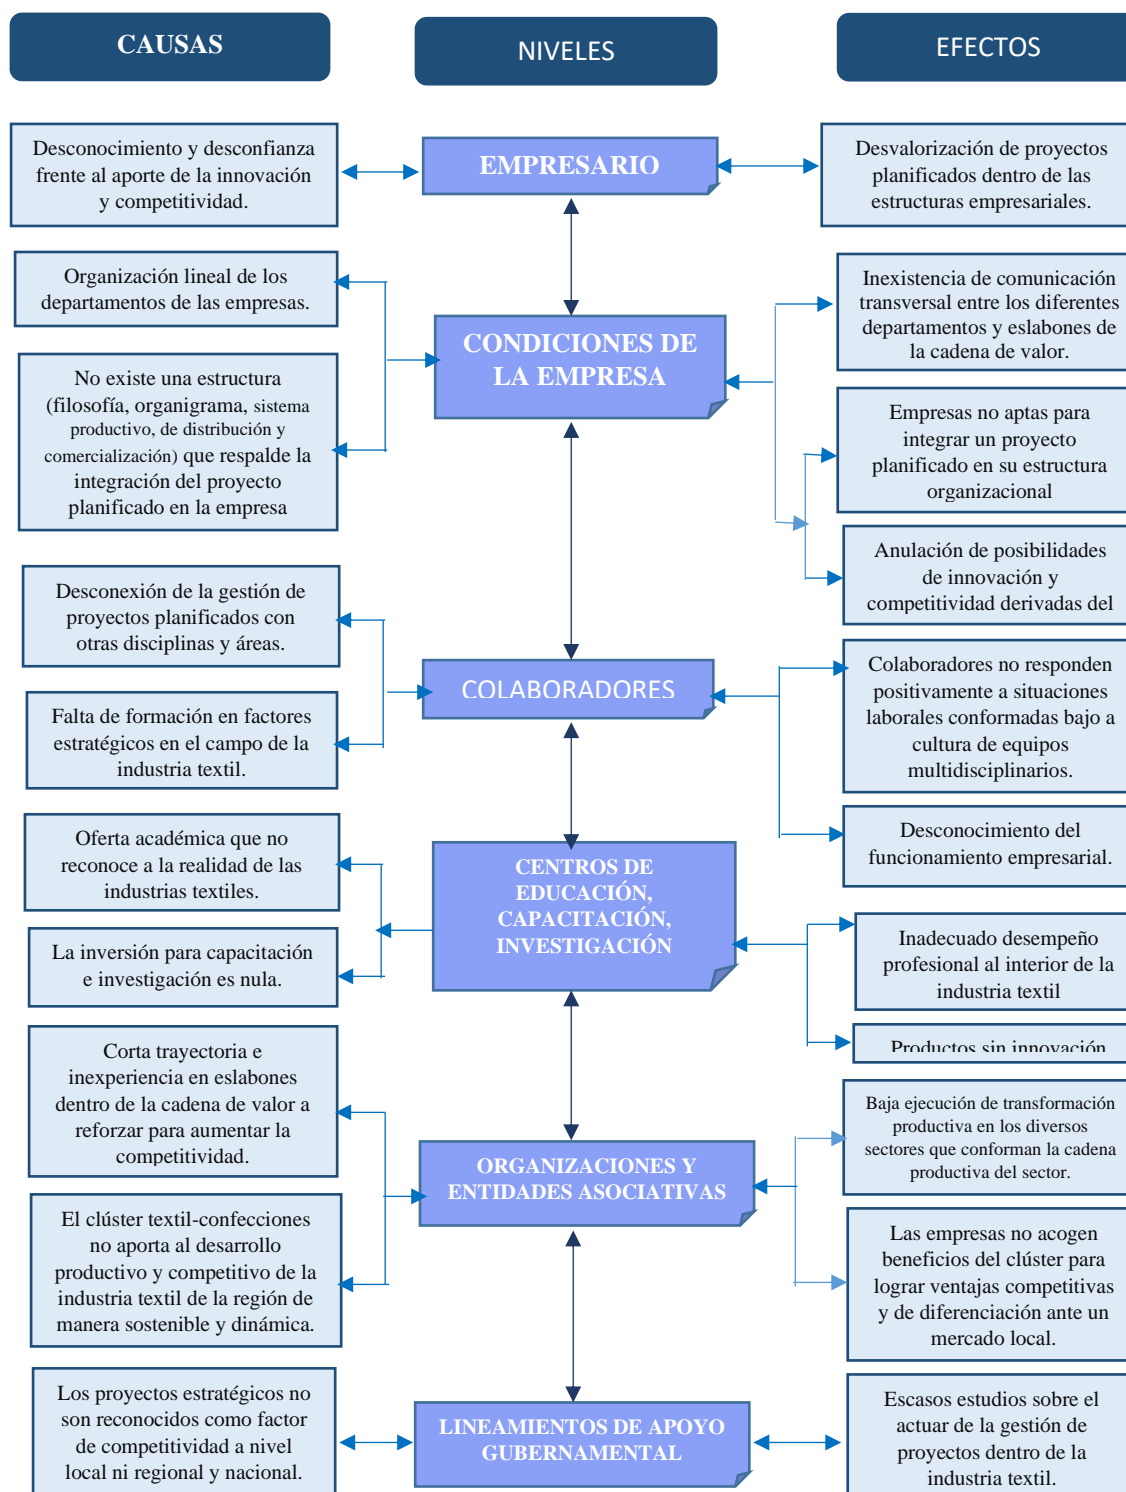 CAUSAS
NIVELES
EFECTOS
Desconocimiento y desconfianza
frente al aporte de la innovación
y competitividad.
EMPRESARIO
Desvalorización de proyectos
planificados dentro de las
estructuras empresariales.
Organización lineal de los
departamentos de las empresas.
No existe una estructura
(filosofía, organigrama, sistema
productivo, de distribución y
comercialización) que respalde la
integración del proyecto
planificado en la empresa
CONDICIONES DE
LA EMPRESA
Inexistencia de comunicación
transversal entre los diferentes
departamentos y eslabones de
la cadena de valor.
Empresas no aptas para
integrar un proyecto
planificado en su estructura
organizacional
Anulación de posibilidades
de innovación y
competitividad derivadas del
Desconexión de la gestión de
proyectos planificados con
otras disciplinas y áreas.
Falta de formación en factores
estratégicos en el campo de la
industria textil.
COLABORADORES
Colaboradores no responden
positivamente a situaciones
laborales conformadas bajo a
cultura de equipos
multidisciplinarios.
Desconocimiento del
funcionamiento empresarial.
Oferta académica que no
reconoce a la realidad de las
industrias textiles.
La inversión para capacitación
e investigación es nula.
CENTROS DE
EDUCACIÓN,
CAPACITACIÓN,
INVESTIGACIÓN
Inadecuado desempeño
profesional al interior de la
industria textil
Productos sin innovación
Corta trayectoria e
inexperiencia en eslabones
dentro de la cadena de valor a
reforzar para aumentar la
competitividad.
El clúster textil-confecciones
no aporta al desarrollo
productivo y competitivo de la
industria textil de la región de
manera sostenible y dinámica.
ORGANIZACIONES Y
ENTIDADES ASOCIATIVAS
Baja ejecución de transformación
productiva en los diversos
sectores que conforman la cadena
productiva del sector.
Las empresas no acogen
beneficios del clúster para
lograr ventajas competitivas
y de diferenciación ante un
mercado local.
Los proyectos estratégicos no
son reconocidos como factor
de competitividad a nivel
local ni regional y nacional.
LINEAMIENTOS DE APOYO
GUBERNAMENTAL
Escasos estudios sobre el
actuar de la gestión de
proyectos dentro de la
industria textil.